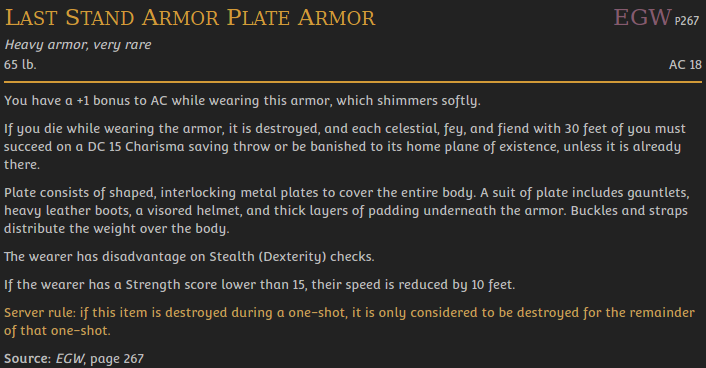 Last Stand Armor Plate Armor EGW P267
Heavy armor, very rare
65 lb. AC 18
You have a +1 bonus to AC while wearing this armor, which shimmers softly.
If you die while wearing the armor, it is destroyed, and each celestial, fey, and fiend with 30 feet of you must
succeed on a DC 15 Charisma saving throw or be banished to its home plane of existence, unless it is already
there.
Plate consists of shaped, interlocking metal plates to cover the entire body. A suit of plate includes gauntlets,
heavy leather boots, a visored helmet, and thick layers of padding underneath the armor. Buckles and straps
distribute the weight over the body.
The wearer has disadvantage on Stealth (Dexterity) checks.
If the wearer has a Strength score lower than 15, their speed is reduced by 10 feet.
Server rule: if this item is destroyed during a one-shot, it is only considered to be destroyed for the remainder
of that one-shot.
Source: EGW, page 267